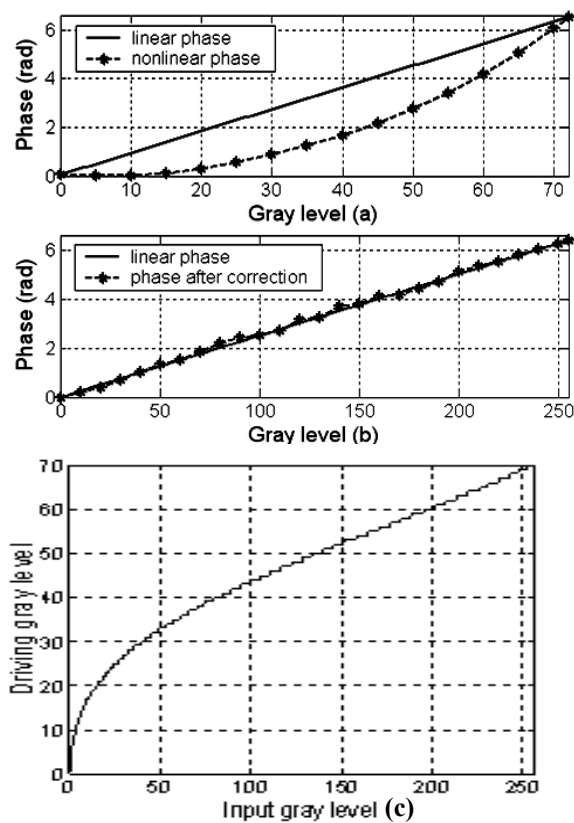 6
4
2
0
Phase (rad)
linear phase
nonlinear phase
0 10 20 30 40 50 60 70
Gray level (a)
6
4
2
0
Phase (rad)
linear phase
phase after correction
0 50 100 150 200 250
Gray level (b)
70
60
50
40
30
20
10
0
Driving gray level
0 50 100 150 200 250
Input gray level (c)